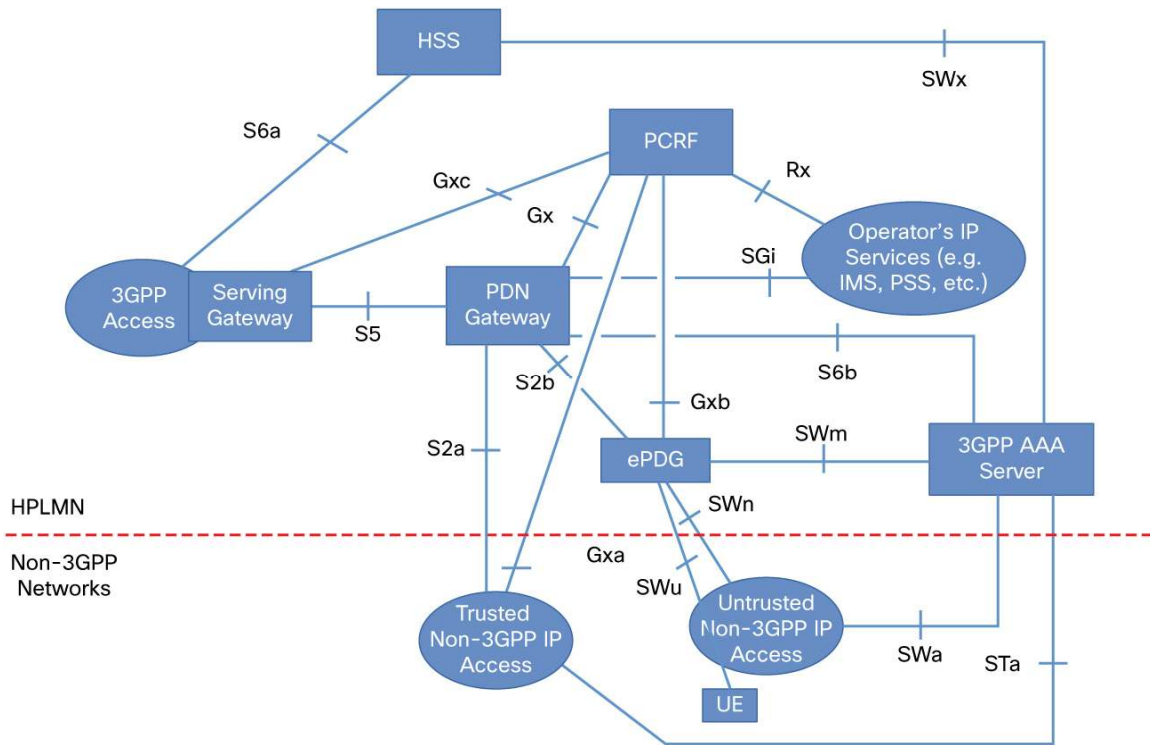 HSS
SWx
S6a
PCRF
Rx
Gxc
Gx
Operator's IP
Services (e.g.
IMS, PSS, etc.)
SGi
3GPP
Access
Serving
Gateway
PDN
Gateway
S5
S6b
S2b
Gxb
SWm
3GPP AAA
Server
S2a
ePDG
HPLMN
SWn
Non-3GPP
Networks
Gxa
SWu
Trusted
Non-3GPP IP
Access
Untrusted
Non-3GPP IP
Access
SWa
STa
UE